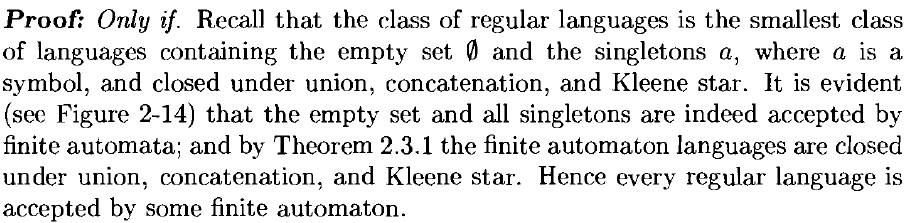 Proof: Only if. Recall that the class of regular languages is the smallest class
of languages containing the empty set ∅ and the singletons a, where a is a
symbol, and closed under union, concatenation, and Kleene star. It is evident
(see Figure 2-14) that the empty set and all singletons are indeed accepted by
finite automata; and by Theorem 2.3.1 the finite automaton languages are closed
under union, concatenation, and Kleene star. Hence every regular language is
accepted by some finite automaton.